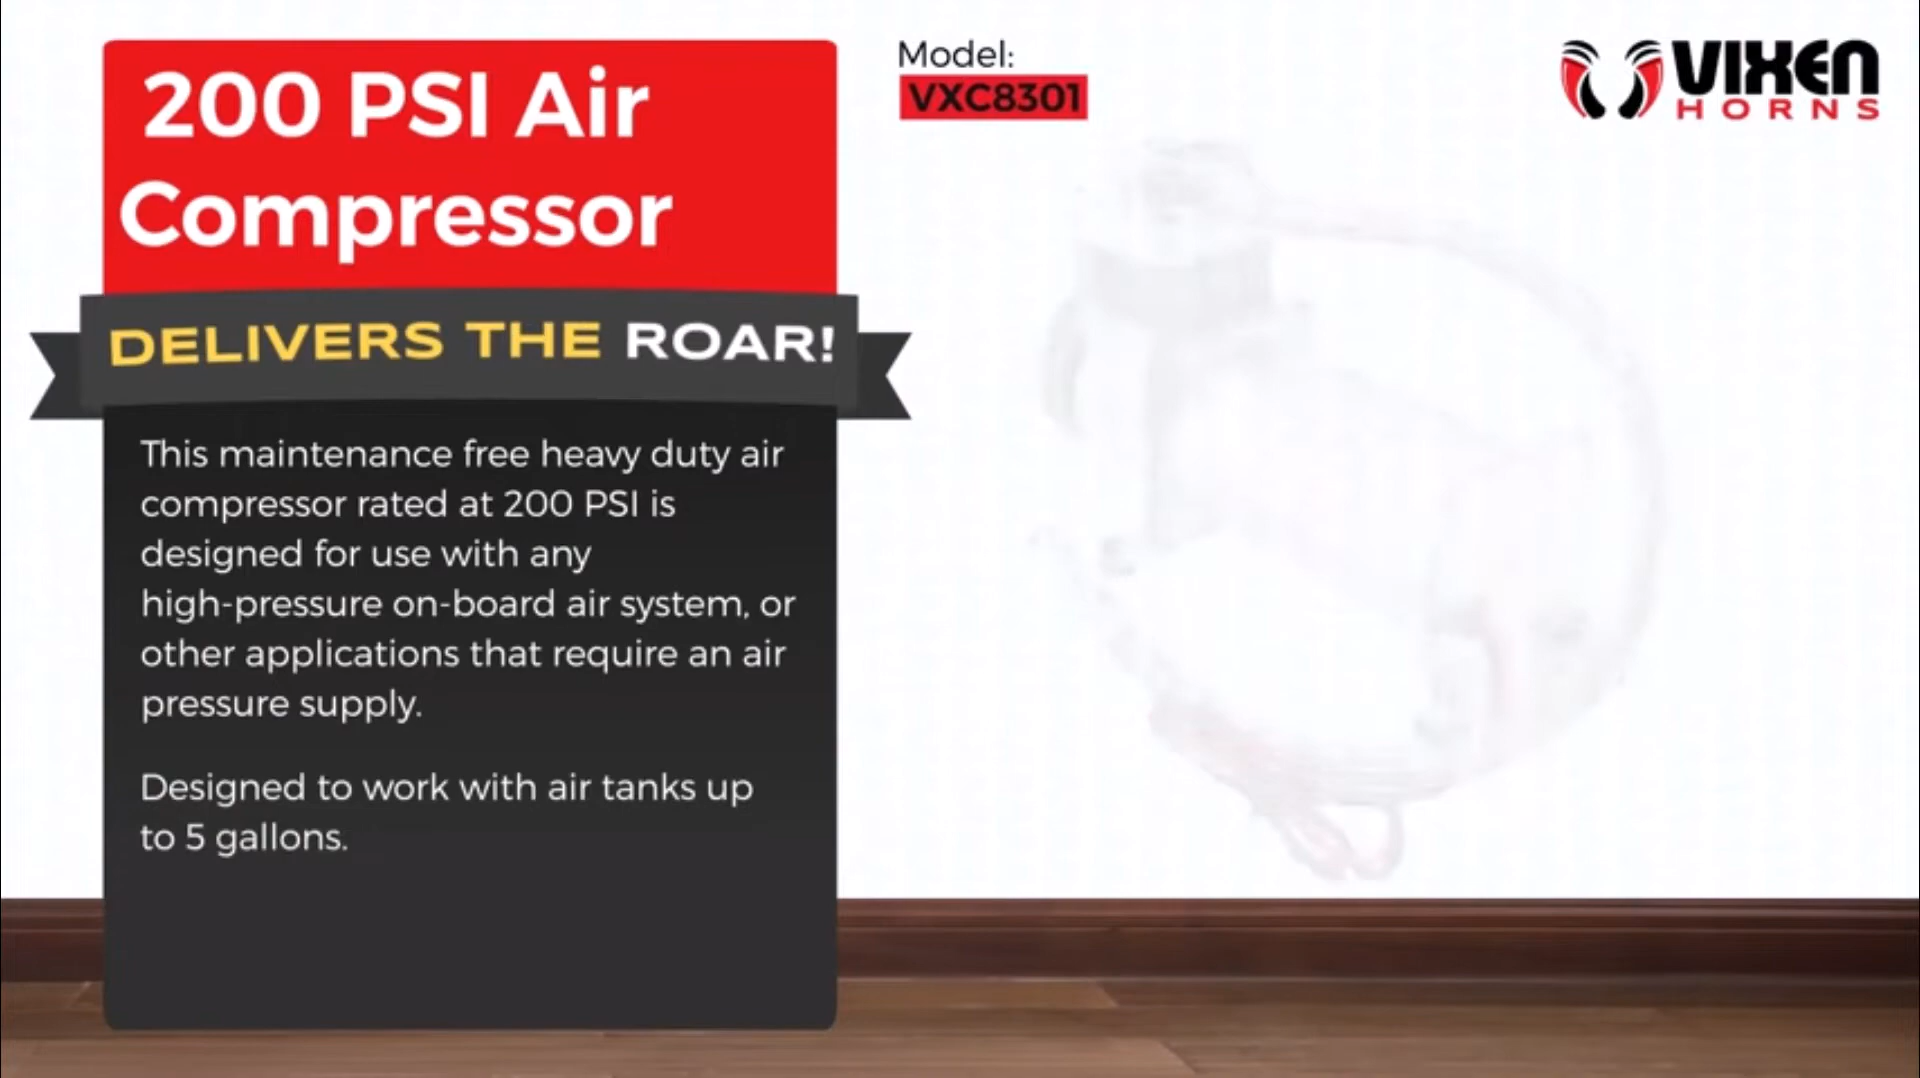 200 PSI Air
Compressor
DELIVERS THE ROAR!
This maintenance free heavy duty air
compressor rated at 200 PSI is
designed for use with any
high-pressure on-board air system, or
other applications that require an air
pressure supply.
Designed to work with air tanks up
to 5 gallons.
Model:
VXC8301
VIXEN
HORNS